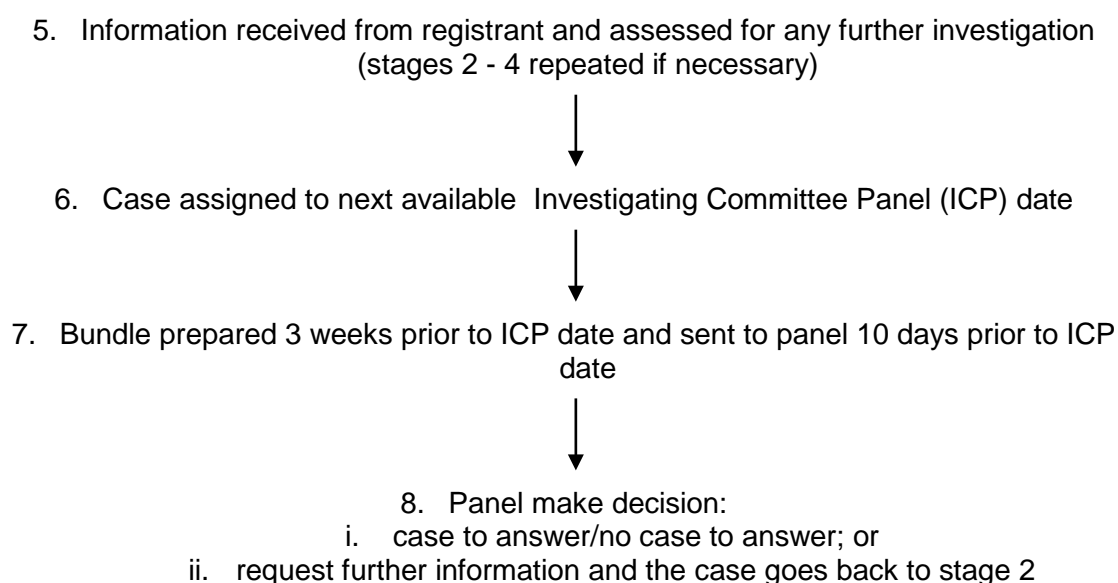 5. Information received from registrant and assessed for any further investigation
(stages 2 - 4 repeated if necessary)
6. Case assigned to next available Investigating Committee Panel (ICP) date
7. Bundle prepared 3 weeks prior to ICP date and sent to panel 10 days prior to ICP
date
8. Panel make decision:
i. case to answer/no case to answer; or
ii. request further information and the case goes back to stage 2